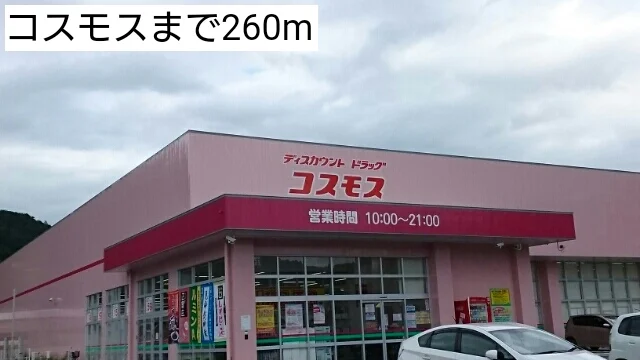 コスモスまで260m
ディスカウント ドラッグ
コスモス
営業時間 10:00~21:00